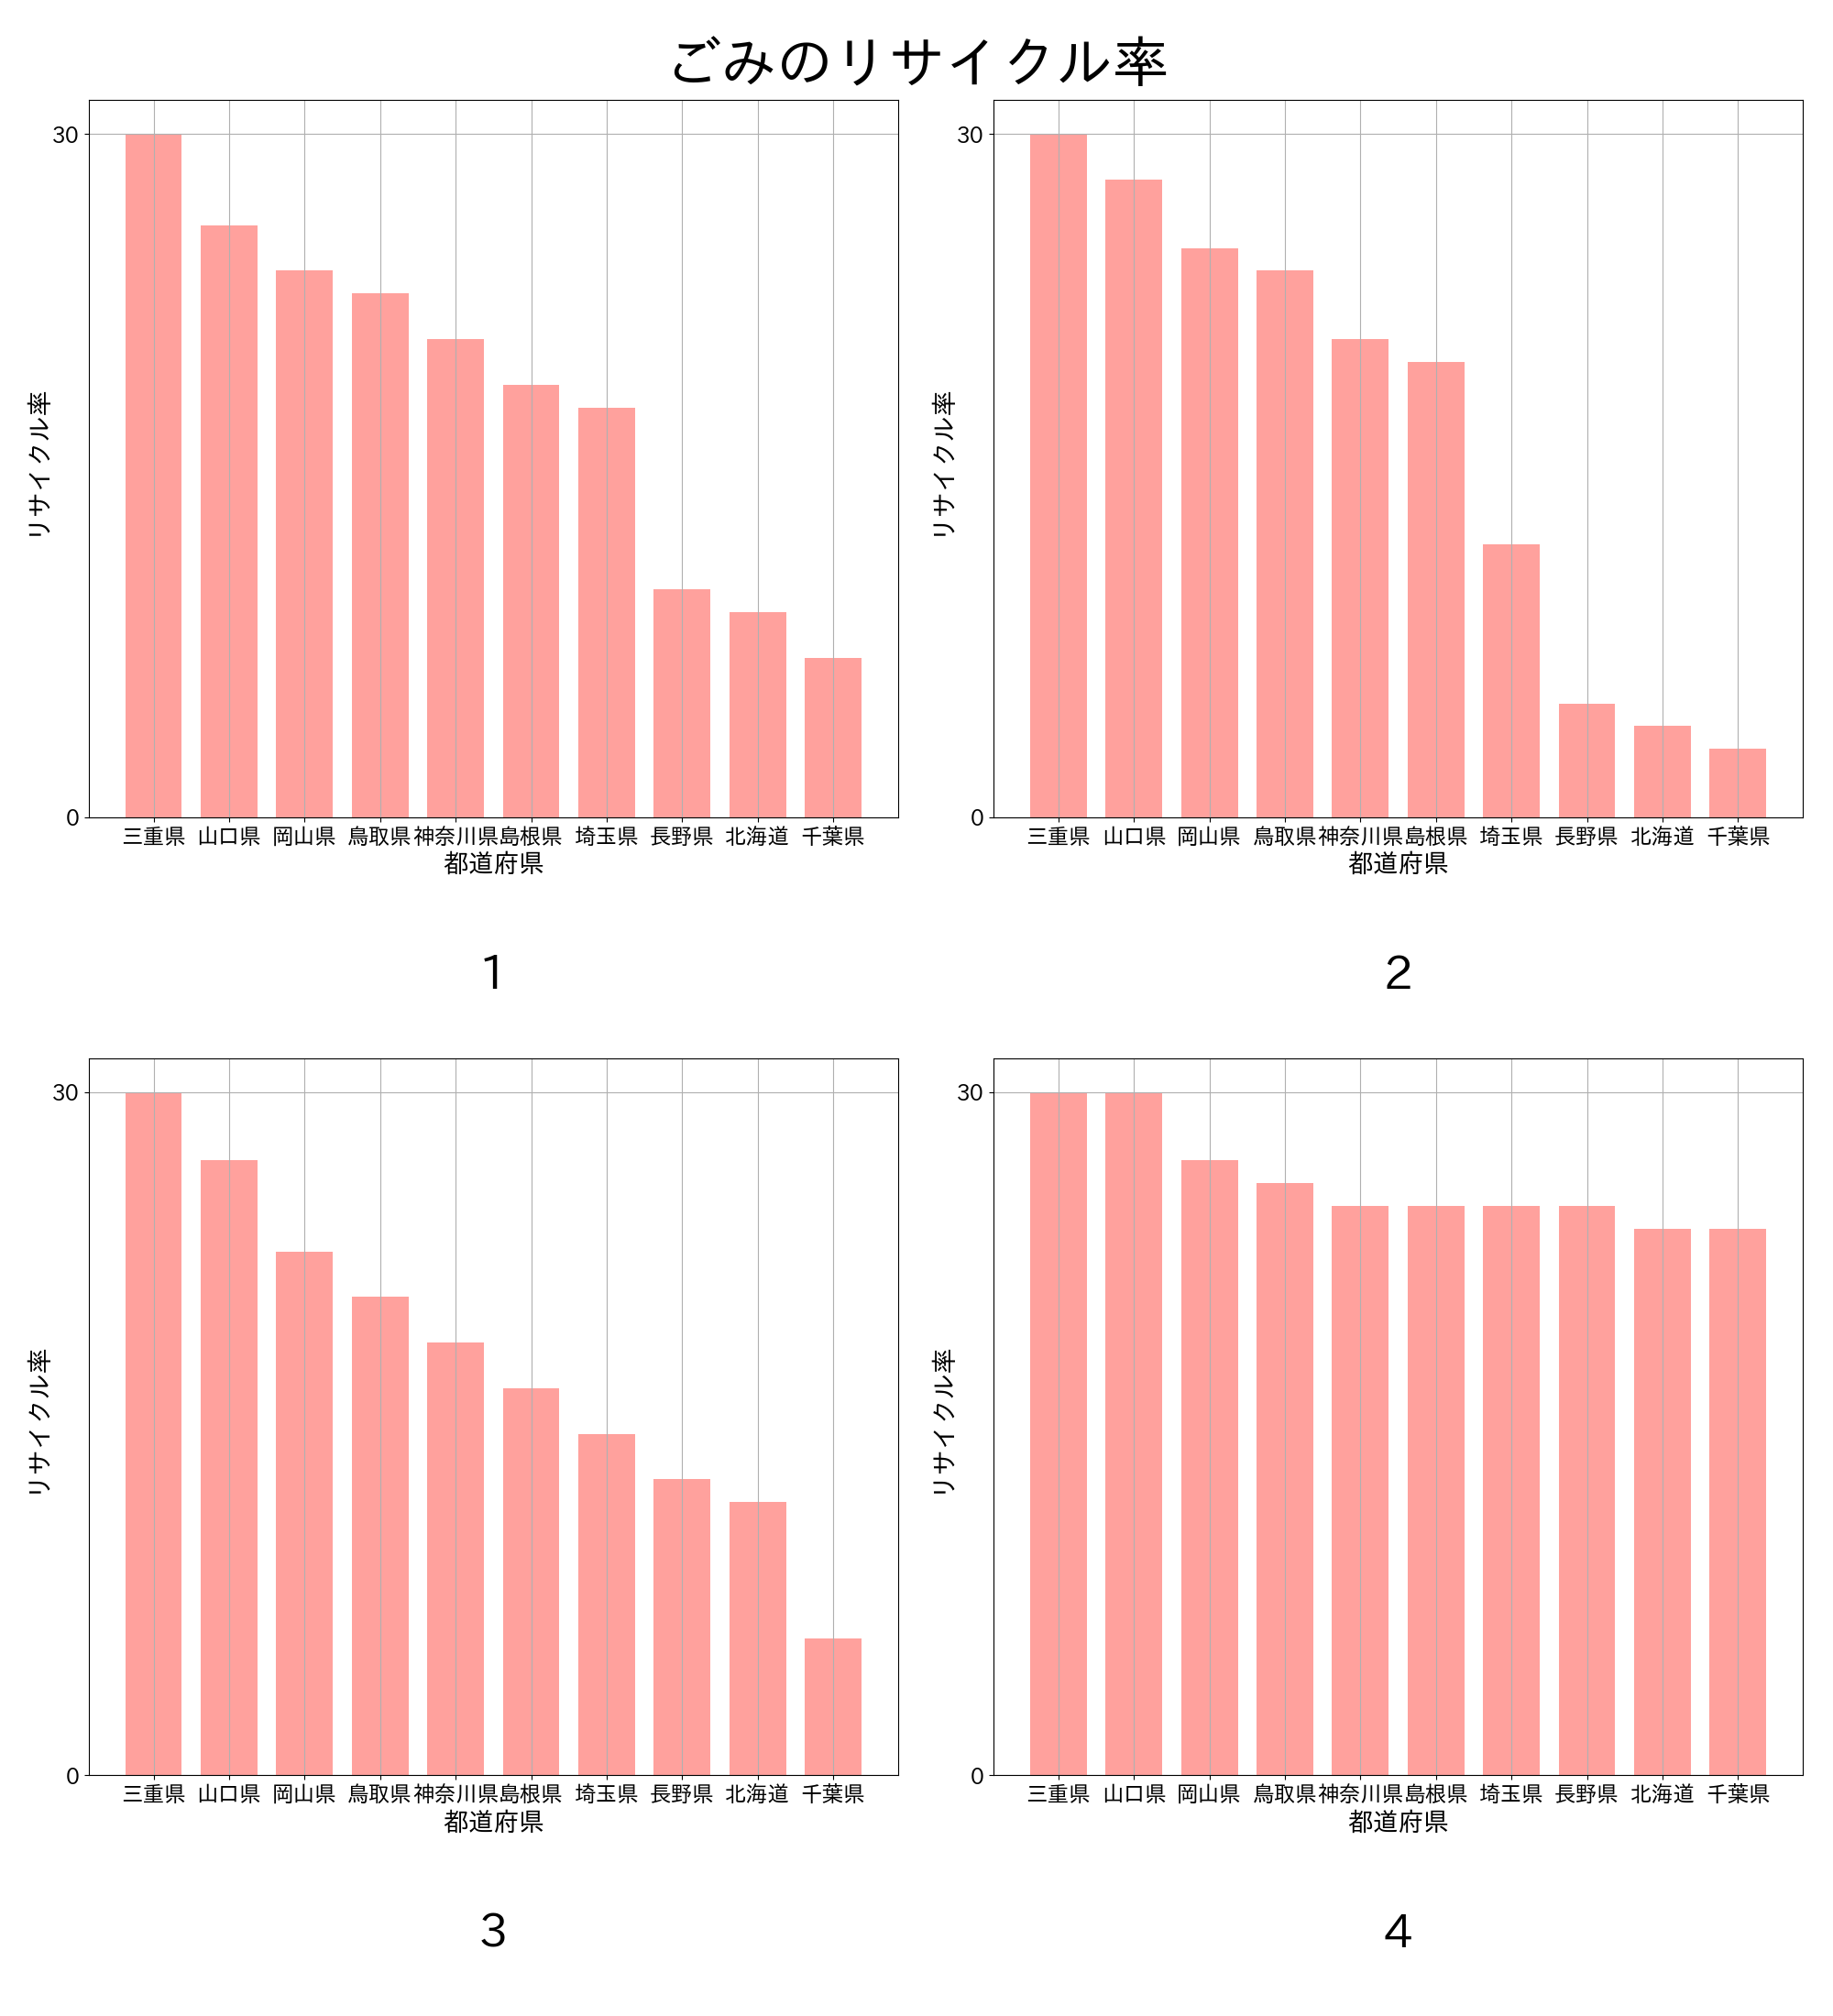 ごみのリサイクル率
30
0
リサイクル率
三重県 山口県 岡山県 鳥取県 神奈川県 島根県 埼玉県 長野県 北海道 千葉県
都道府県
1
30
0
リサイクル率
三重県 山口県 岡山県 鳥取県 神奈川県 島根県 埼玉県 長野県 北海道 千葉県
都道府県
2
30
0
リサイクル率
三重県 山口県 岡山県 鳥取県 神奈川県 島根県 埼玉県 長野県 北海道 千葉県
都道府県
3
30
0
リサイクル率
三重県 山口県 岡山県 鳥取県 神奈川県 島根県 埼玉県 長野県 北海道 千葉県
都道府県
4